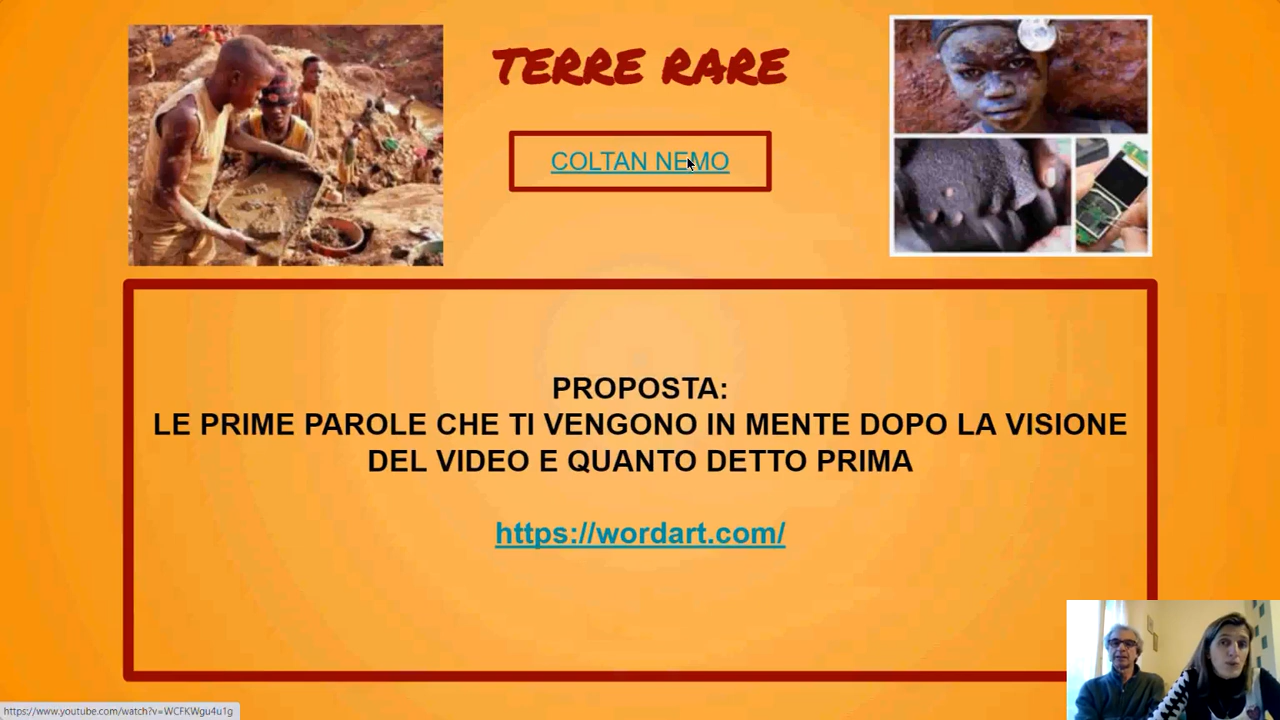 TERRE RARE
COLTAN NEMO
PROPOSTA:
LE PRIME PAROLE CHE TI VENGONO IN MENTE DOPO LA VISIONE
DEL VIDEO E QUANTO DETTO PRIMA
https://wordart.com/
https://www.youtube.com/watch?v=WCFKWgu4u1g